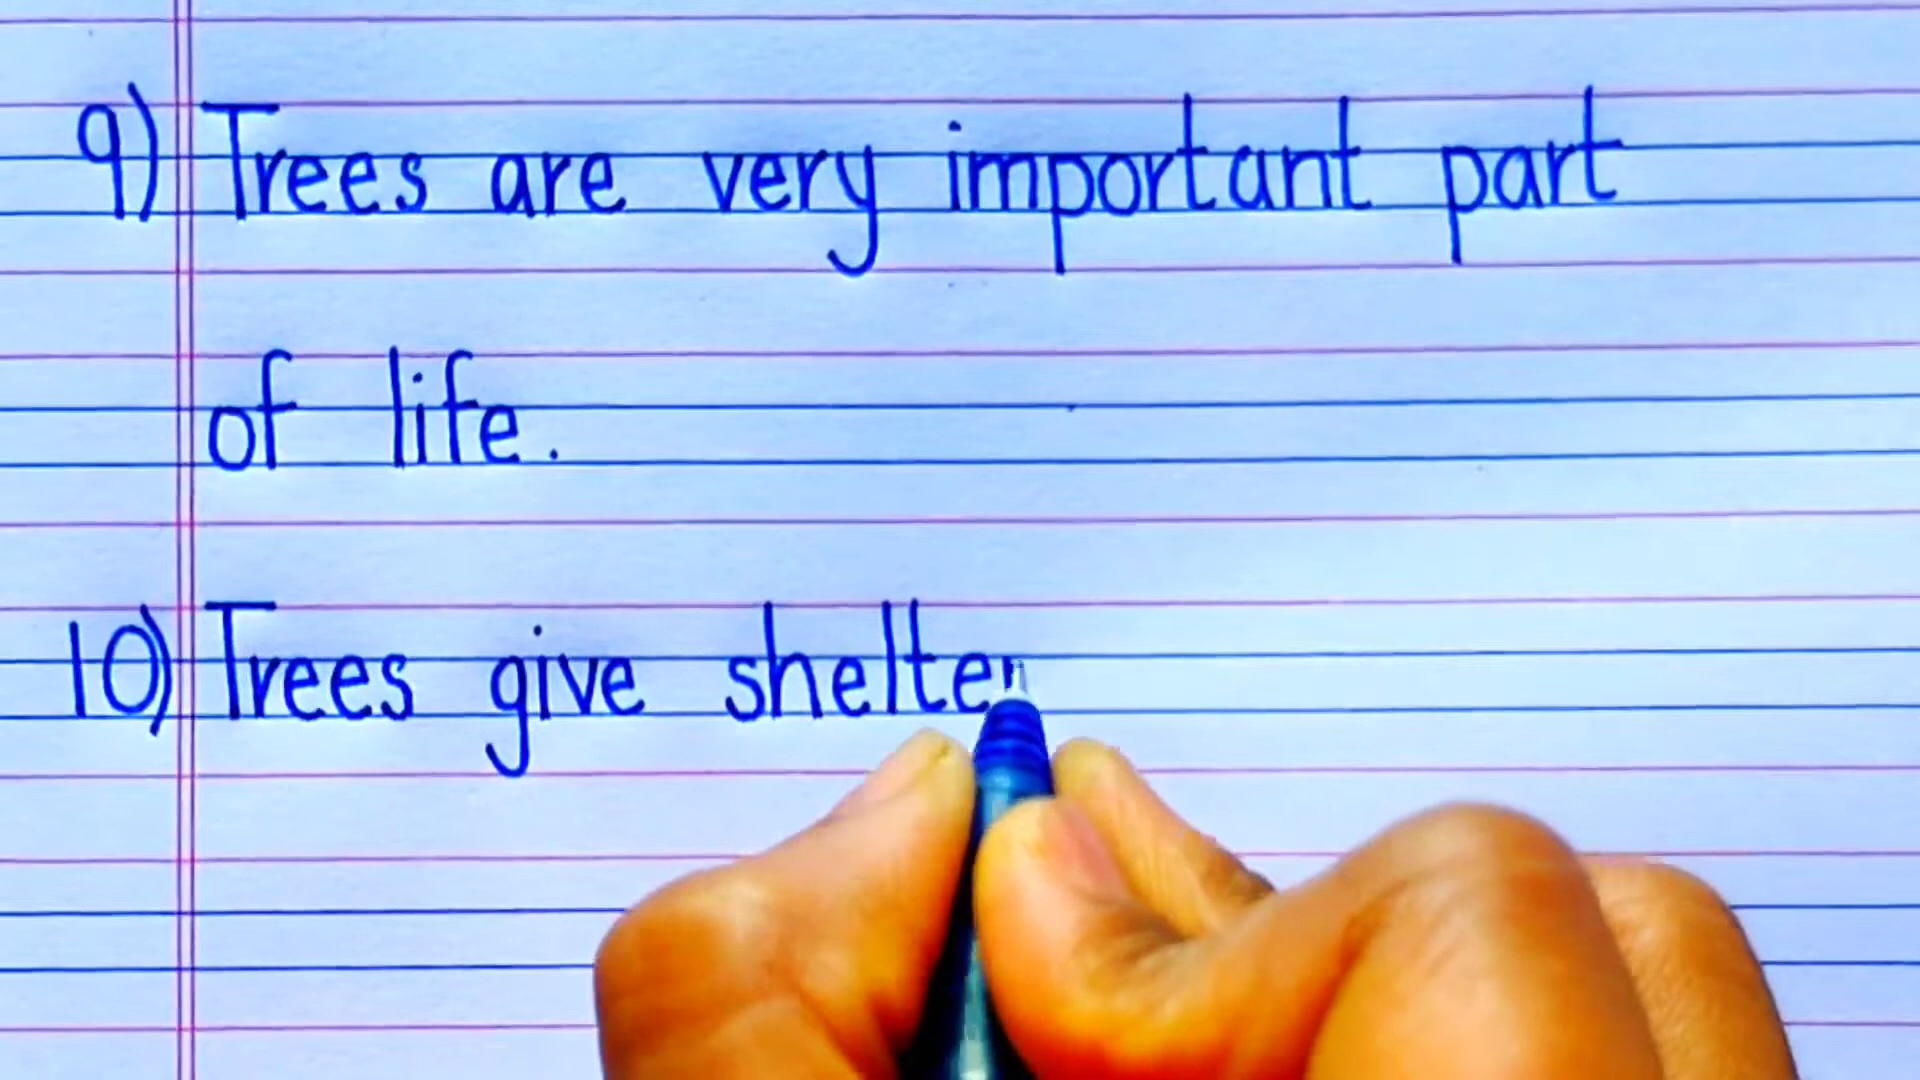 9) Trees are very important part
of life.
10) Trees give shelter